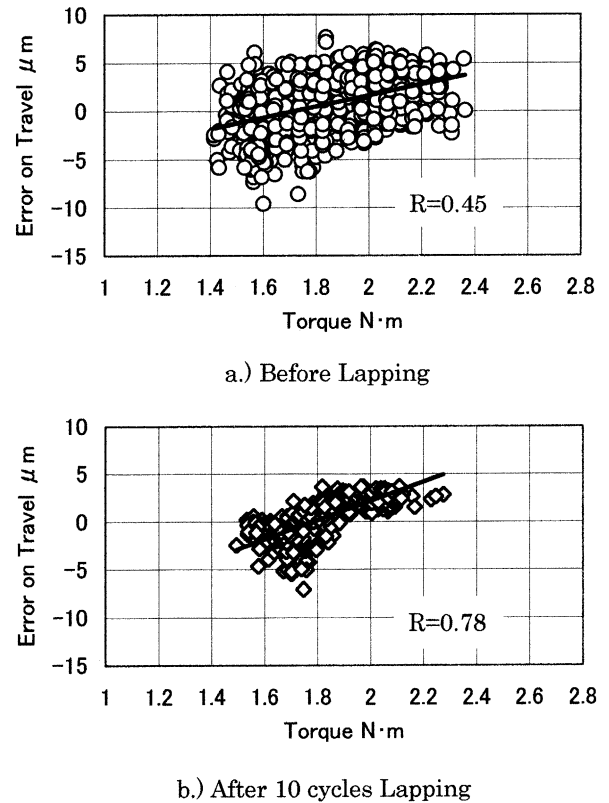 10
5
0
−5
−10
−15
Error on Travel μm
R=0.45
1 1.2 1.4 1.6 1.8 2 2.2 2.4 2.6 2.8
Torque N·m
a.) Before Lapping
10
5
0
−5
−10
−15
Error on Travel μm
R=0.78
1 1.2 1.4 1.6 1.8 2 2.2 2.4 2.6 2.8
Torque N·m
b.) After 10 cycles Lapping